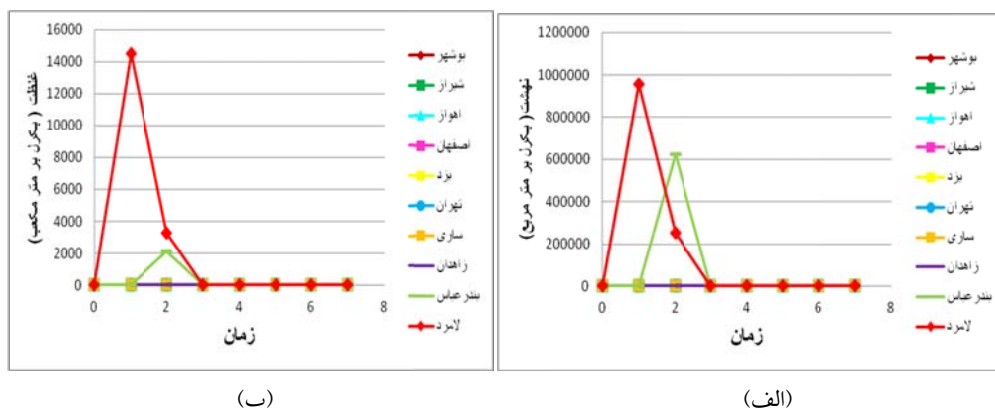 نهشت( بکرل بر متر مربع)
1200000
1000000
800000
600000
400000
200000
0
0 2 4 6 8
زمان
بوشهر
شیراز
اهواز
اصفهان
یزد
تهران
ساری
زاهدان
بندرعباس
لامرد
(الف)
غلظت ( بکرل بر متر مکعب)
16000
14000
12000
10000
8000
6000
4000
2000
0
0 2 4 6 8
زمان
بوشهر
شیراز
اهواز
اصفهان
یزد
تهران
ساری
زاهدان
بندرعباس
لامرد
(ب)